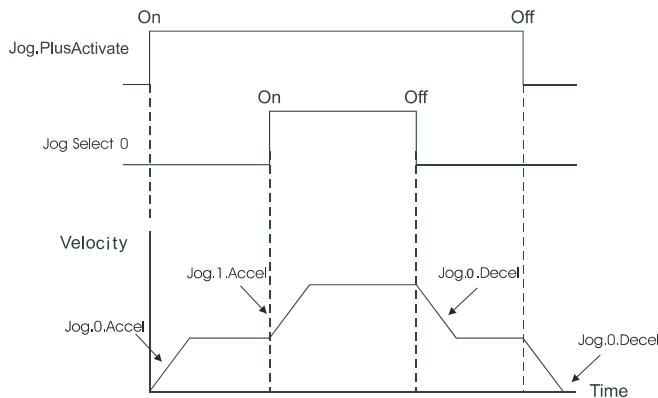 On
Off
Jog.PlusActivate
On
Off
Jog Select 0
Velocity
Jog.1.Accel
Jog.0.Decel
Jog.0.Accel
Jog.0.Decel
Time